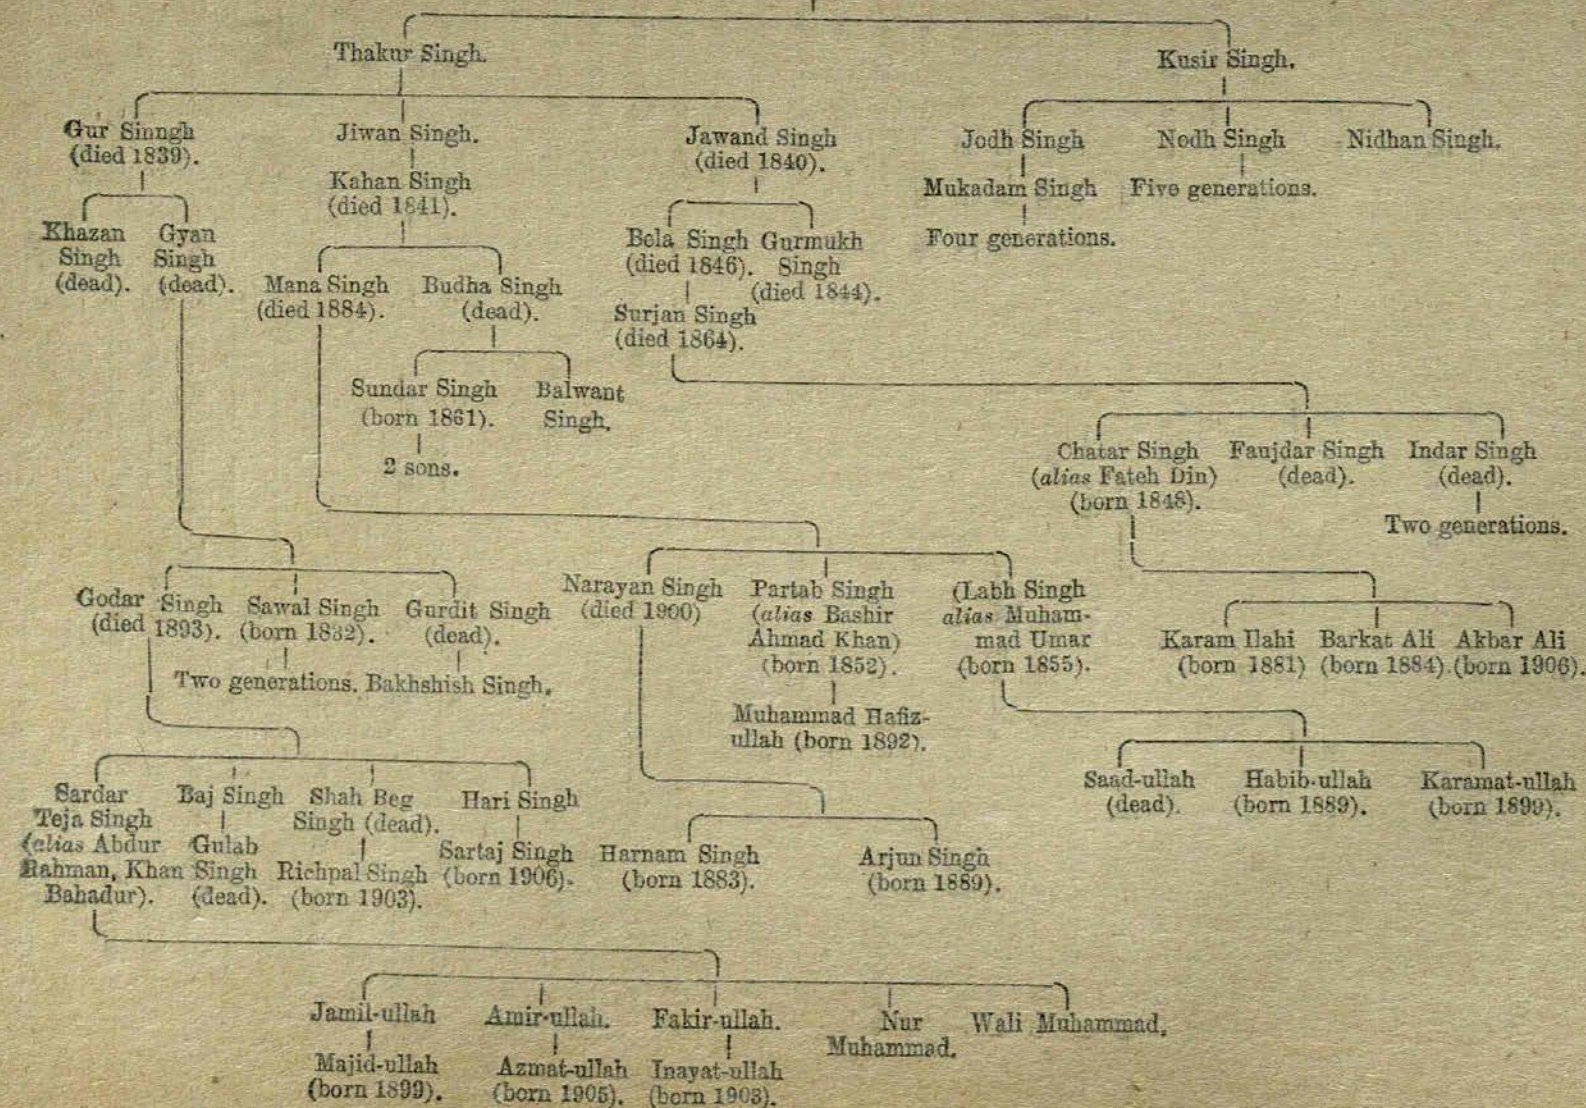 Thakur Singh.
Kusir Singh.
Gur Sinngh
(died 1839).
Jiwan Singh.
Jawand Singh
(died 1840).
Jodh Singh
Nodh Singh
Nidhan Singh.
Kahan Singh
(died 1841).
Mukadam Singh
Five generations.
Four generations.
Khazan
Singh
(dead).
Gyan
Singh
(dead).
Mana Singh
(died 1884).
Budha Singh
(dead).
Bela Singh
(died 1846).
Gurmukh
Singh
(died 1844).
Surjan Singh
(died 1864).
Sundar Singh
(born 1861).
Balwant
Singh.
2 sons.
Chatar Singh
(alias Fateh Din)
(born 1848).
Faujdar Singh
(dead).
Indar Singh
(dead).
Two generations.
Godar Singh
(died 1893).
Sawal Singh
(born 1832).
Gurdit Singh
(dead).
Two generations.
Bakhshish Singh.
Narayan Singh
(died 1900)
Partab Singh
(alias Bashir
Ahmad Khan)
(born 1852).
(Labh Singh
alias Muham-
mad Umar
(born 1855).
Karam Ilahi
(born 1881)
Barkat Ali
(born 1884).
Akbar Ali
(born 1906).
Muhammad Hafiz-
ullah (born 1892).
Sardar
Teja Singh
(alias Abdur
Rahman, Khan
Bahadur).
Baj Singh
Gulab
Singh
(dead).
Shah Beg
Singh (dead).
Richpal Singh
(born 1903).
Hari Singh
Sartaj Singh
(born 1906).
Harnam Singh
(born 1883).
Arjun Singh
(born 1889).
Saad-ullah
(dead).
Habib-ullah
(born 1889).
Karamat-ullah
(born 1899).
Jamil-ullah
Amir-ullah.
Fakir-ullah.
Nur
Muhammad.
Wali Muhammad.
Majid-ullah
(born 1899).
Azmat-ullah
(born 1905).
Inayat-ullah
(born 1903).